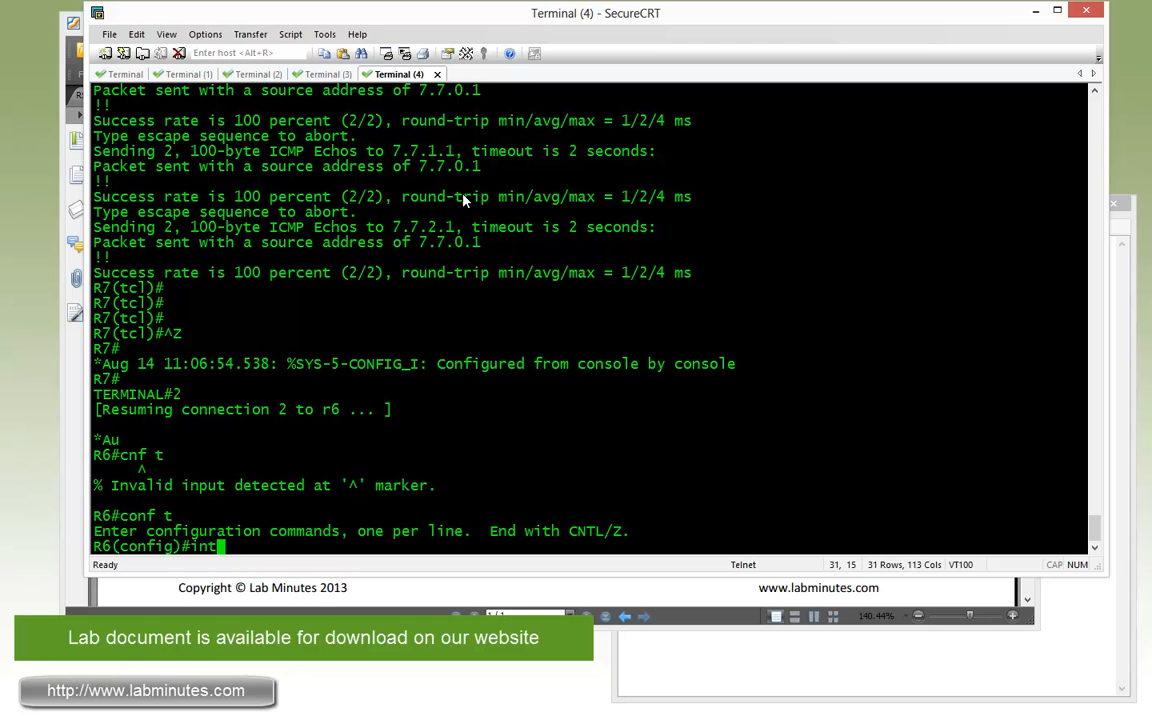 Terminal (4) - SecureCRT
File Edit View Options Transfer Script Tools Help
Enter host <Alt+R>
Terminal Terminal (1) Terminal (2) Terminal (3) Terminal (4)
Packet sent with a source address of 7.7.0.1
!!
Success rate is 100 percent (2/2), round-trip min/avg/max = 1/2/4 ms
Type escape sequence to abort.
Sending 2, 100-byte ICMP Echos to 7.7.1.1, timeout is 2 seconds:
Packet sent with a source address of 7.7.0.1
!!
Success rate is 100 percent (2/2), round-trip min/avg/max = 1/2/4 ms
Type escape sequence to abort.
Sending 2, 100-byte ICMP Echos to 7.7.2.1, timeout is 2 seconds:
Packet sent with a source address of 7.7.0.1
!!
Success rate is 100 percent (2/2), round-trip min/avg/max = 1/2/4 ms
R7(tcl)#
R7(tcl)#
R7(tcl)#
R7(tcl)#^Z
R7#
*Aug 14 11:06:54.538: %SYS-5-CONFIG_I: Configured from console by console
R7#
TERMINAL#2
[Resuming connection 2 to r6 ... ]
*Au
R6#cnf t
^
% Invalid input detected at '^' marker.
R6#conf t
Enter configuration commands, one per line.  End with CNTL/Z.
R6(config)#int
Ready Telnet 31, 15 31 Rows, 113 Cols VT100 CAP NUM
Copyright © Lab Minutes 2013 www.labminutes.com
140.44%
Lab document is available for download on our website
http://www.labminutes.com